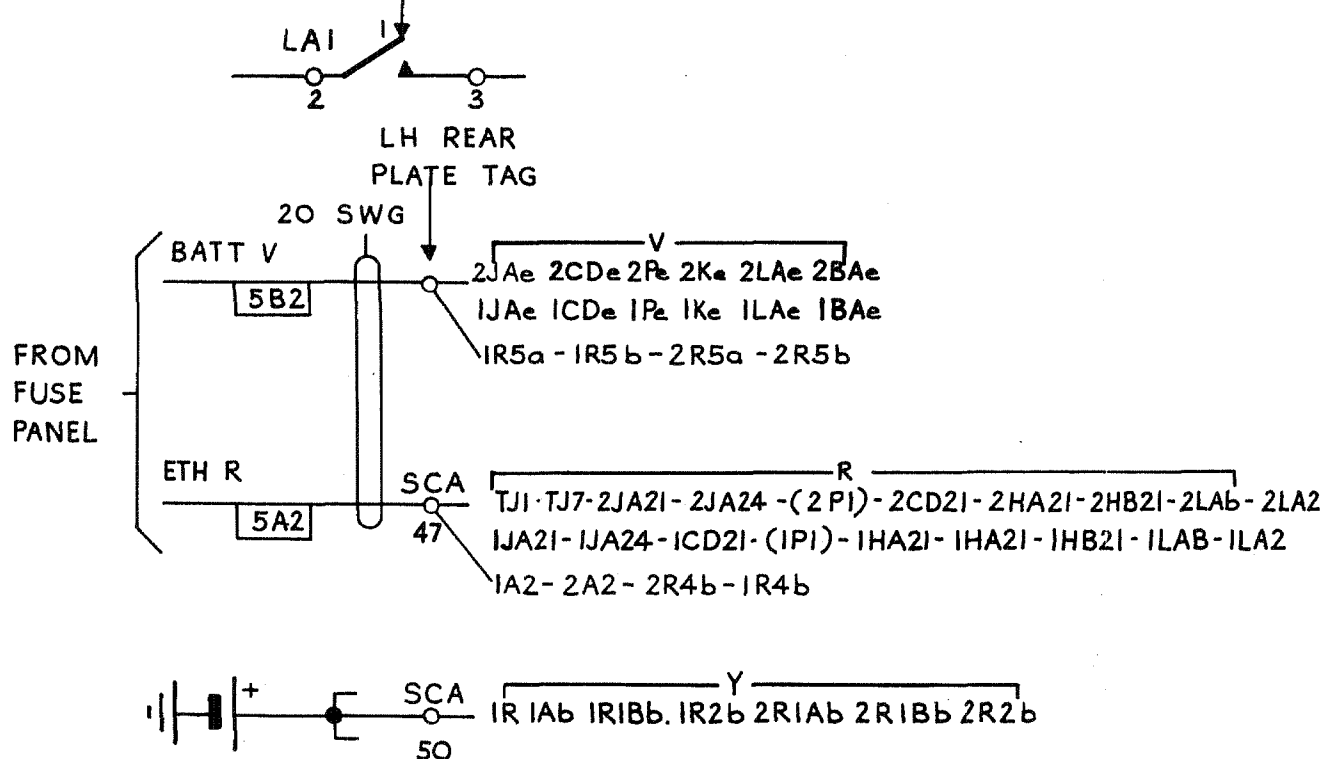 LA1 1
2 3
LH REAR
PLATE TAG
20 SWG
BATT V
5B2
V
2JAe 2CDe 2Pe 2Ke 2LAe 2BAe
1JAe 1CDe 1Pe 1Ke 1LAe 1BAe
1R5a - 1R5b - 2R5a - 2R5b
FROM
FUSE
PANEL
ETH R
5A2
SCA
47
R
TJ1·TJ7-2JA21- 2JA24 -(2P1)- 2CD21- 2HA21- 2HB21- 2LAb- 2LA2
1JA21- 1JA24- 1CD21· (1P1)- 1HA21- 1HA21- 1HB21- 1LAB- 1LA2
1A2- 2A2- 2R4b- 1R4b
+
SCA
50
Y
1R 1Ab 1R1Bb. 1R2b 2R1Ab 2R1Bb 2R2b